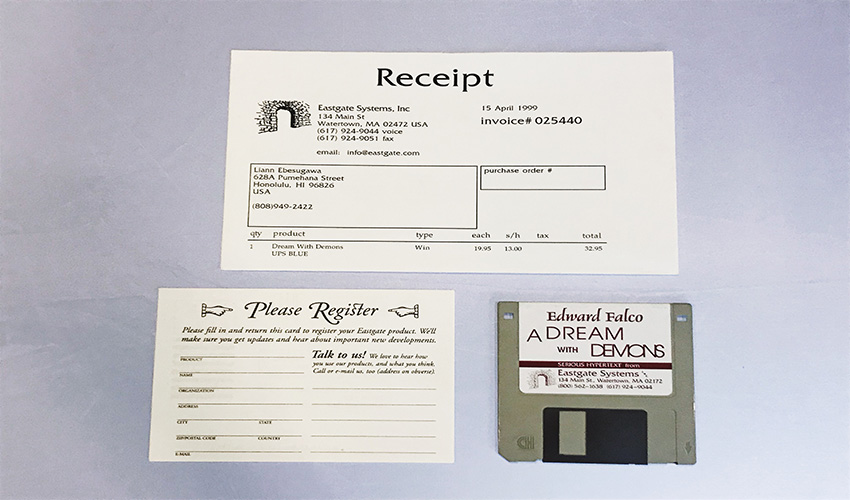 Receipt
Eastgate Systems, Inc
134 Main St
Watertown, MA 02472 USA
(617) 924-9044 voice
(617) 924-9051 fax
email: info@eastgate.com
15 April 1999
invoice# 025440
Liann Ebesugawa
628A Pumehana Street
Honolulu, HI 96826
USA
(808)949-2422
purchase order #
qty product type each s/h tax total
1 Dream With Demons Win 19.95 13.00 32.95
UPS BLUE
Please Register
Please fill in and return this card to register your Eastgate product. We'll
make sure you get updates and hear about important new developments.
PRODUCT
NAME
ORGANIZATION
ADDRESS
CITY STATE
ZIP/POSTAL CODE COUNTRY
E-MAIL
Talk to us! We love to hear how
you use our products, and what you think.
Call or e-mail us, too (address on obverse).
Edward Falco
A DREAM
WITH DEMONS
SERIOUS HYPERTEXT from
Eastgate Systems
134 Main St., Watertown, MA 02172
(800) 562-1638 (617) 924-9044